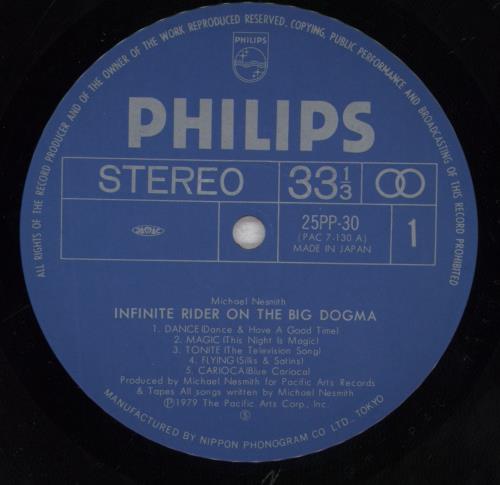 ALL RIGHTS OF THE RECORD PRODUCER AND OF THE OWNER OF THE WORK REPRODUCED RESERVED. COPYING, PUBLIC PERFORMANCE AND BROADCASTING OF THIS RECORD PROHIBITED
PHILIPS
PHILIPS
STEREO
33 1/3
25PP-30
(PAC 7-130 A)
MADE IN JAPAN
1
Michael Nesmith
INFINITE RIDER ON THE BIG DOGMA
1. DANCE(Dance & Have A Good Time)
2. MAGIC(This Night Is Magic)
3. TONITE(The Television Song)
4. FLYING(Silks & Satins)
5. CARIOCA(Blue Carioca)
Produced by Michael Nesmith for Pacific Arts Records
& Tapes All songs written by Michael Nesmith
Ⓟ1979 The Pacific Arts Corp., Inc.
Ⓢ
MANUFACTURED BY NIPPON PHONOGRAM CO LTD., TOKYO